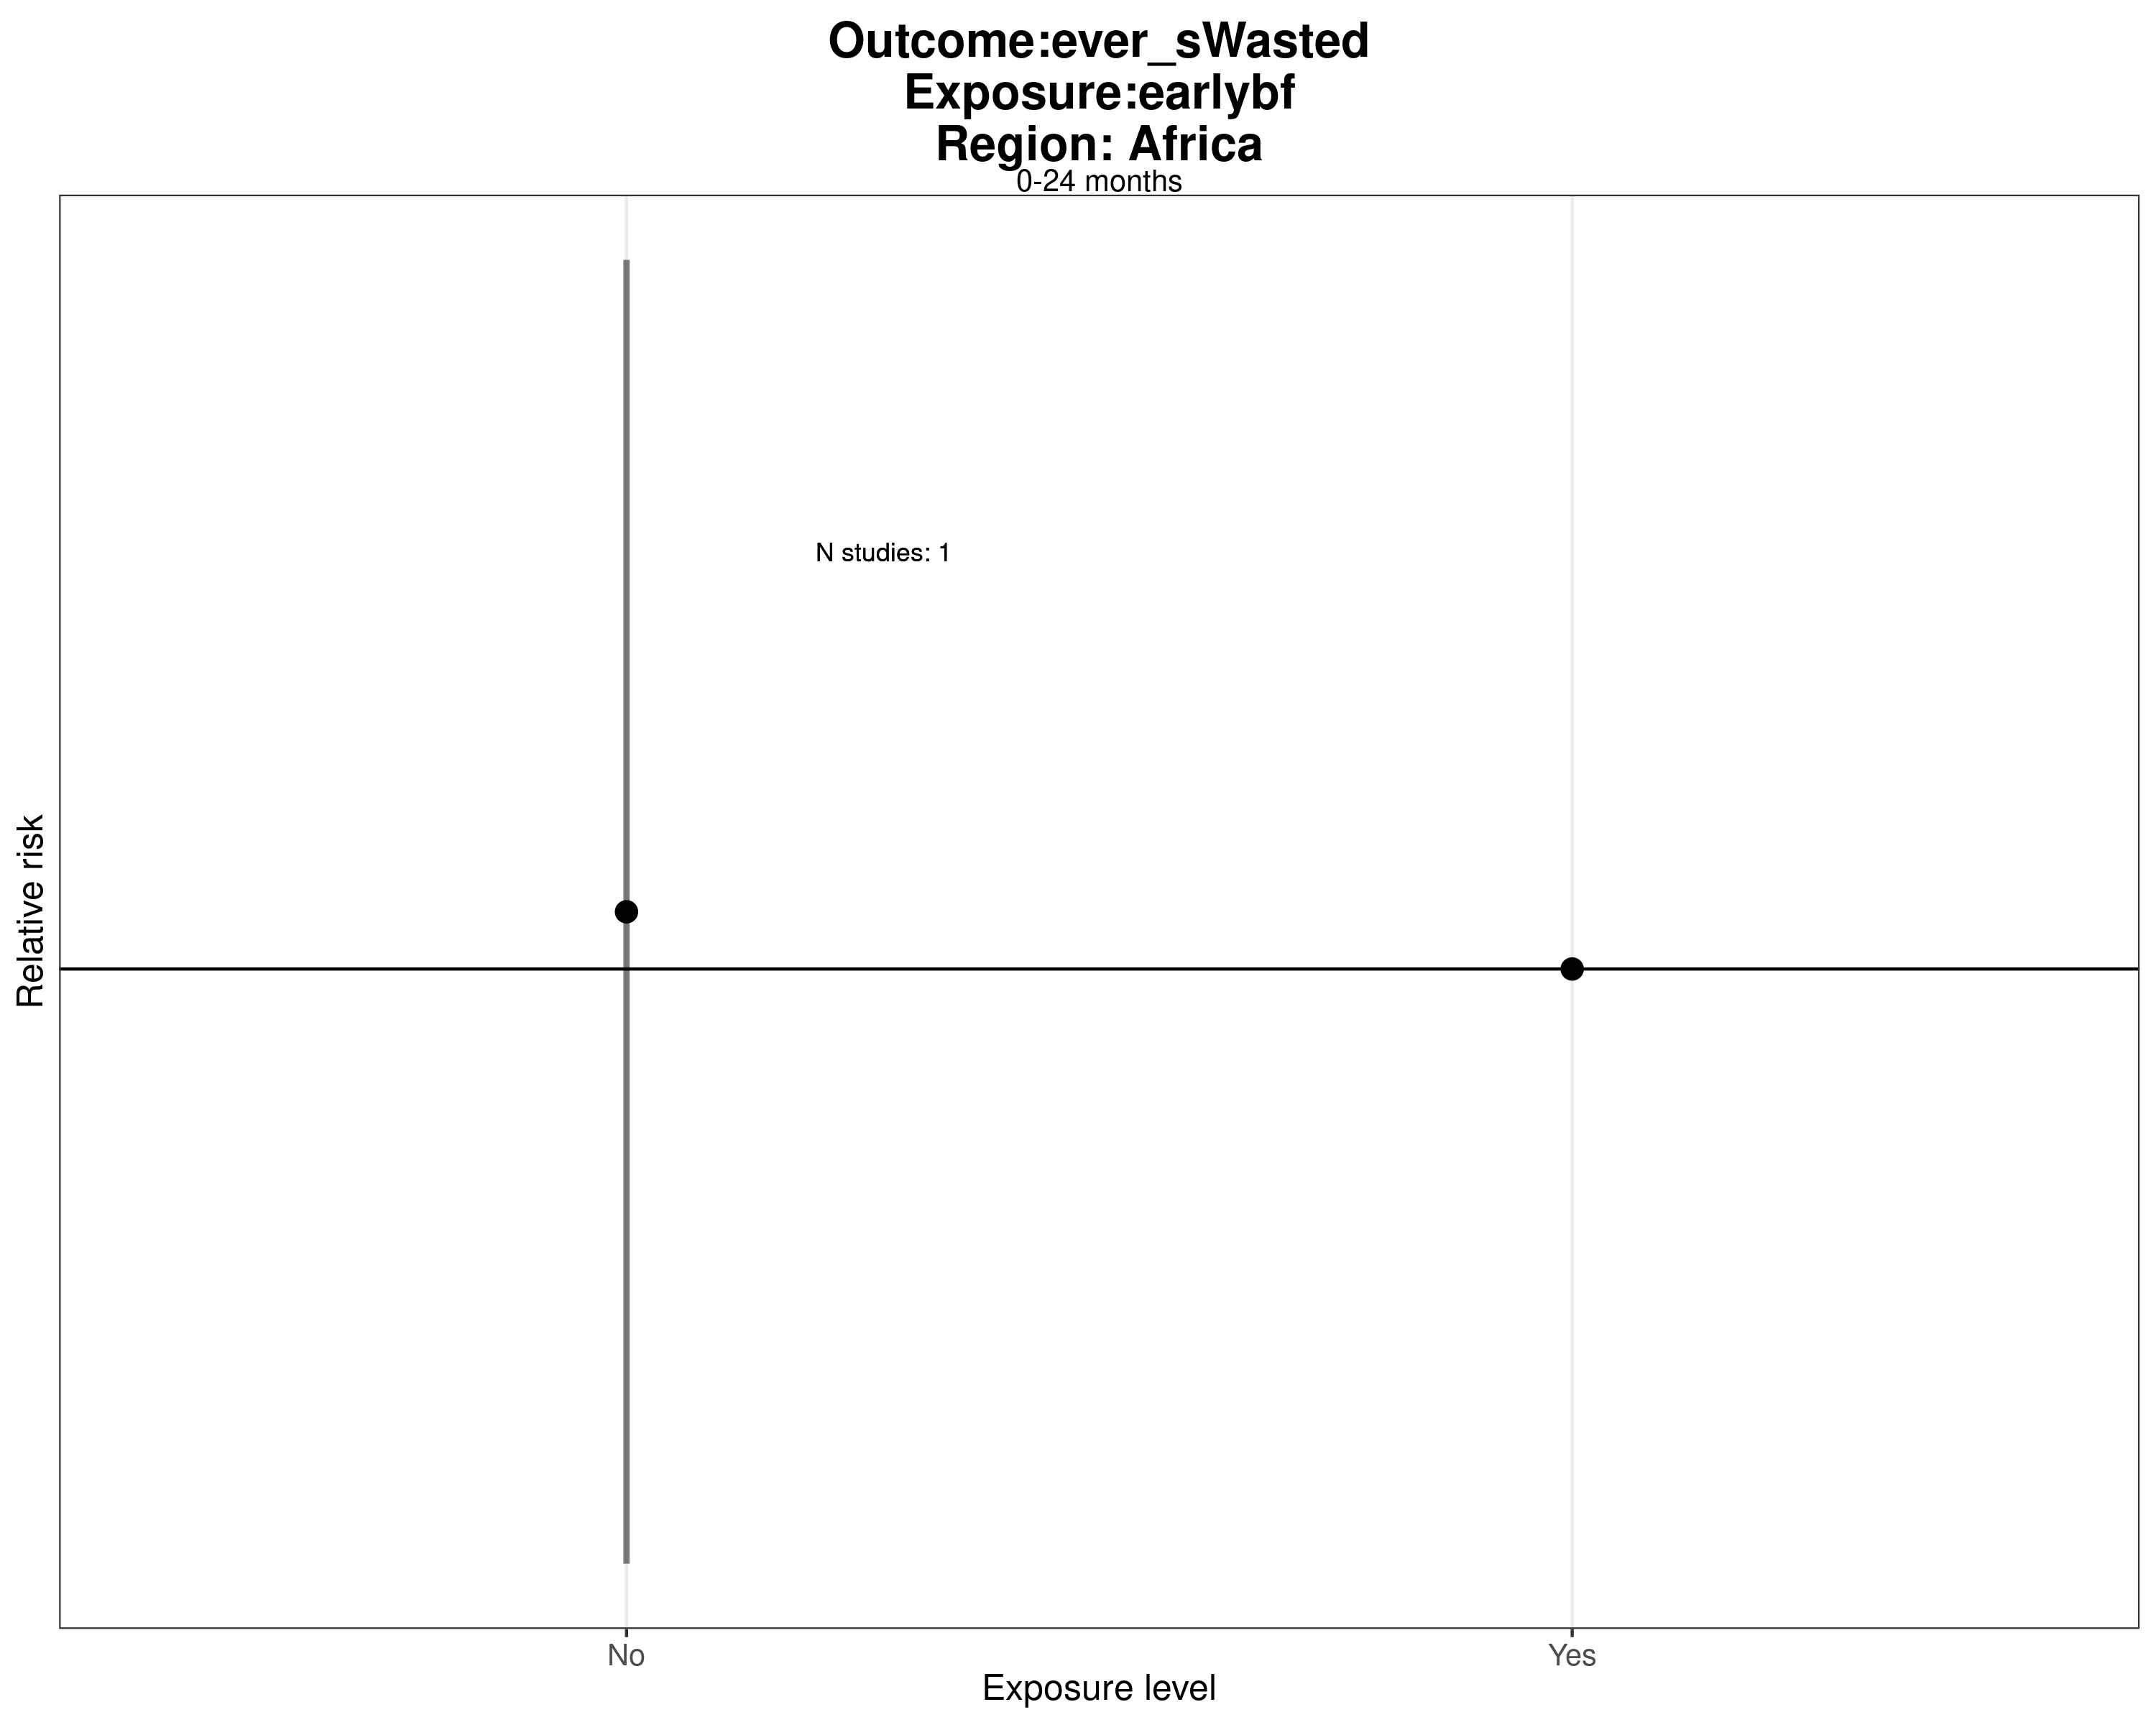 Outcome:ever_sWasted
Exposure:earlybf
Region: Africa
0-24 months
N studies: 1
Relative risk
No
Yes
Exposure level